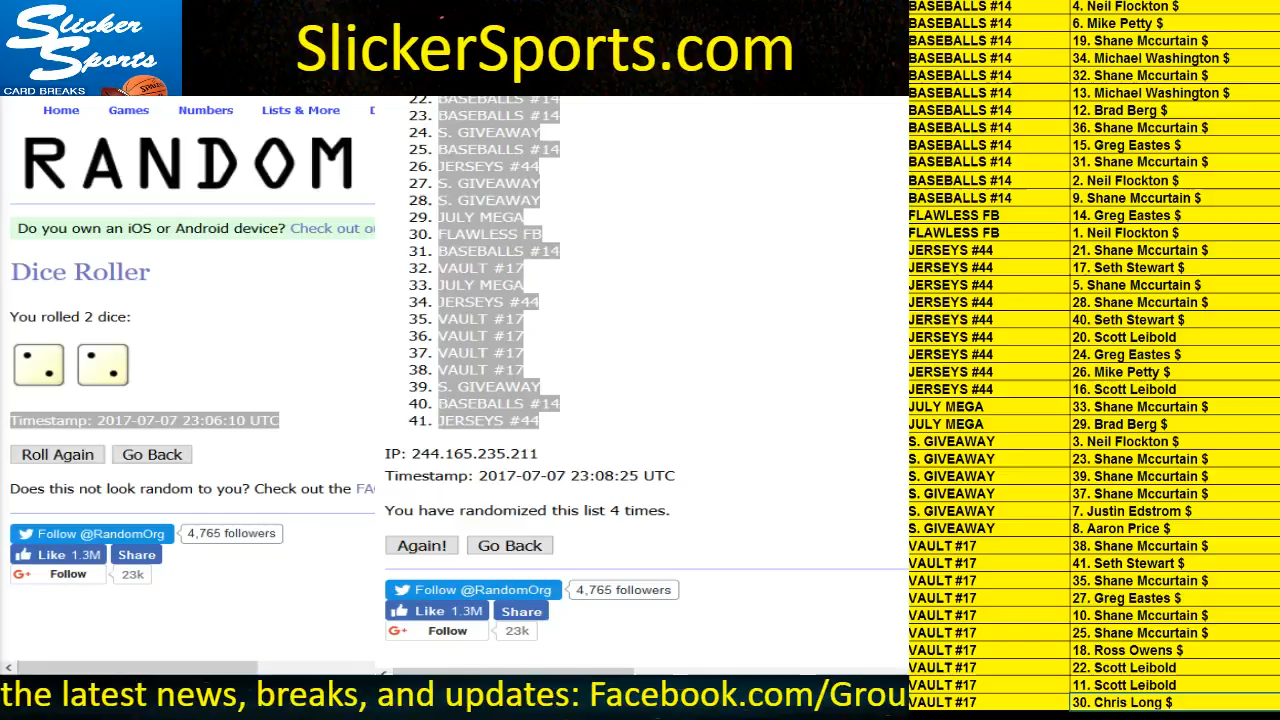 Slicker
Sports
CARD BREAKS
SlickerSports.com
Home Games Numbers Lists & More
RANDOM
Do you own an iOS or Android device? Check out
Dice Roller
You rolled 2 dice:
Timestamp: 2017-07-07 23:06:10 UTC
Roll Again Go Back
Does this not look random to you? Check out the
Follow @RandomOrg 4,765 followers
Like 1.3M Share
G+ Follow 23k
22. BASEBALLS #14
23. BASEBALLS #14
24. S. GIVEAWAY
25. BASEBALLS #14
26. JERSEYS #44
27. S. GIVEAWAY
28. S. GIVEAWAY
29. JULY MEGA
30. FLAWLESS FB
31. BASEBALLS #14
32. VAULT #17
33. JULY MEGA
34. JERSEYS #44
35. VAULT #17
36. VAULT #17
37. VAULT #17
38. VAULT #17
39. S. GIVEAWAY
40. BASEBALLS #14
41. JERSEYS #44
IP: 244.165.235.211
Timestamp: 2017-07-07 23:08:25 UTC
You have randomized this list 4 times.
Again! Go Back
Follow @RandomOrg 4,765 followers
Like 1.3M Share
G+ Follow 23k
BASEBALLS #14 4. Neil Flockton $
BASEBALLS #14 6. Mike Petty $
BASEBALLS #14 19. Shane Mccurtain $
BASEBALLS #14 34. Michael Washington $
BASEBALLS #14 32. Shane Mccurtain $
BASEBALLS #14 13. Michael Washington $
BASEBALLS #14 12. Brad Berg $
BASEBALLS #14 36. Shane Mccurtain $
BASEBALLS #14 15. Greg Eastes $
BASEBALLS #14 31. Shane Mccurtain $
BASEBALLS #14 2. Neil Flockton $
BASEBALLS #14 9. Shane Mccurtain $
FLAWLESS FB 14. Greg Eastes $
FLAWLESS FB 1. Neil Flockton $
JERSEYS #44 21. Shane Mccurtain $
JERSEYS #44 17. Seth Stewart $
JERSEYS #44 5. Shane Mccurtain $
JERSEYS #44 28. Shane Mccurtain $
JERSEYS #44 40. Seth Stewart $
JERSEYS #44 20. Scott Leibold
JERSEYS #44 24. Greg Eastes $
JERSEYS #44 26. Mike Petty $
JERSEYS #44 16. Scott Leibold
JULY MEGA 33. Shane Mccurtain $
JULY MEGA 29. Brad Berg $
S. GIVEAWAY 3. Neil Flockton $
S. GIVEAWAY 23. Shane Mccurtain $
S. GIVEAWAY 39. Shane Mccurtain $
S. GIVEAWAY 37. Shane Mccurtain $
S. GIVEAWAY 7. Justin Edstrom $
S. GIVEAWAY 8. Aaron Price $
VAULT #17 38. Shane Mccurtain $
VAULT #17 41. Seth Stewart $
VAULT #17 35. Shane Mccurtain $
VAULT #17 27. Greg Eastes $
VAULT #17 10. Shane Mccurtain $
VAULT #17 25. Shane Mccurtain $
VAULT #17 18. Ross Owens $
VAULT #17 22. Scott Leibold
VAULT #17 11. Scott Leibold
VAULT #17 30. Chris Long $
the latest news, breaks, and updates: Facebook.com/Grou